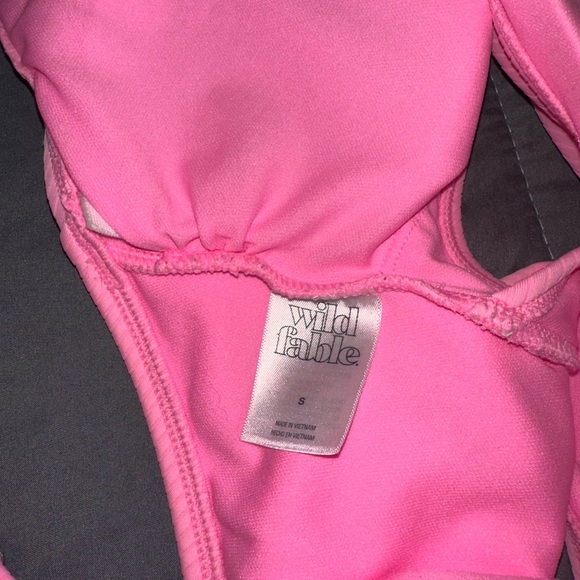 wild
fable.
S
MADE IN VIETNAM
HECHO EN VIETNAM